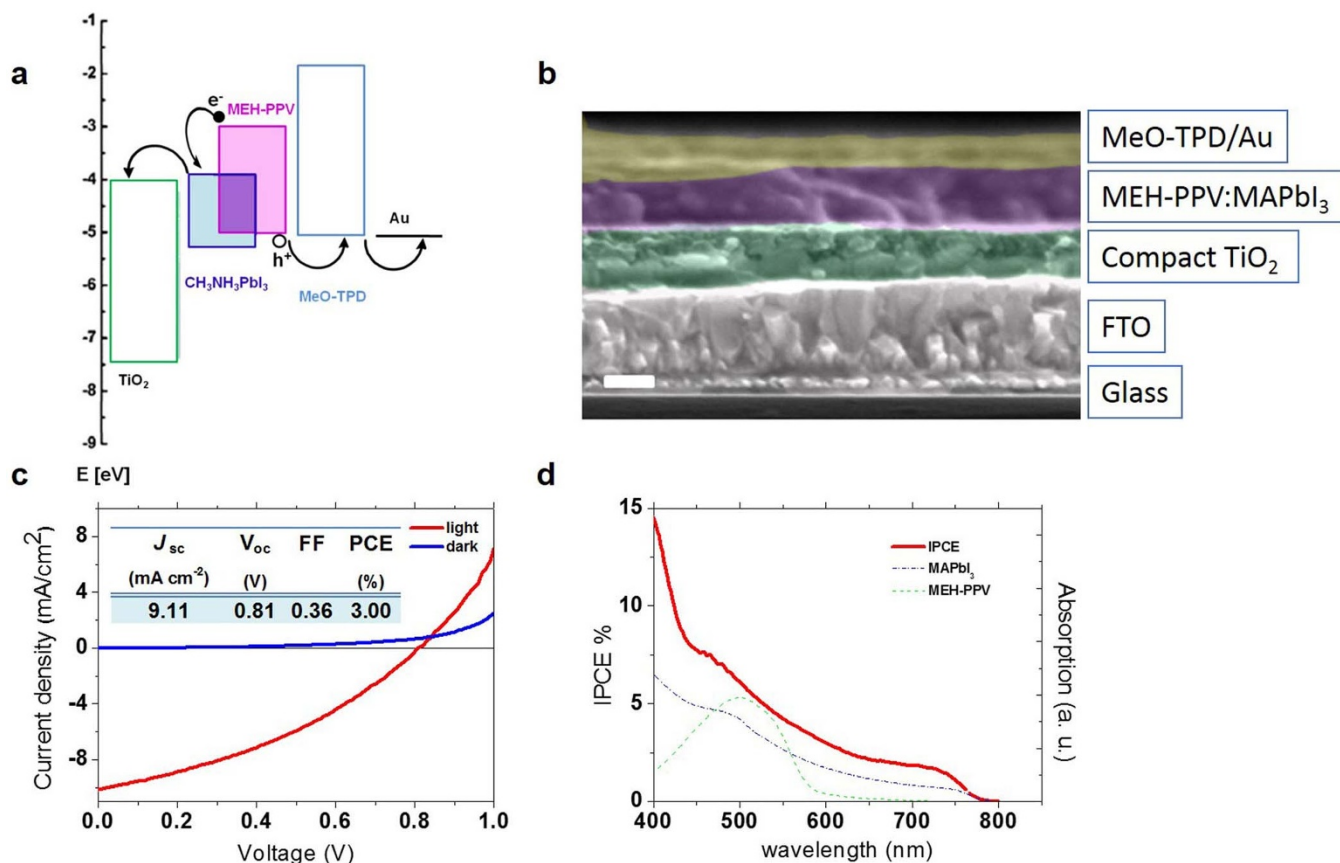 a
-1
-2
-3
-4
-5
-6
-7
-8
-9
E [eV]
e-
MEH-PPV
h+
CH3NH3PbI3
MeO-TPD
Au
TiO2
b
MeO-TPD/Au
MEH-PPV:MAPbI3
Compact TiO2
FTO
Glass
c
Current density (mA/cm2)
8
4
0
-4
-8
Jsc Voc FF PCE
(mA cm-2) (V) (%)
9.11 0.81 0.36 3.00
light
dark
0.0 0.2 0.4 0.6 0.8 1.0
Voltage (V)
d
IPCE %
15
10
5
0
IPCE
MAPbI3
MEH-PPV
Absorption (a. u.)
400 500 600 700 800
wavelength (nm)